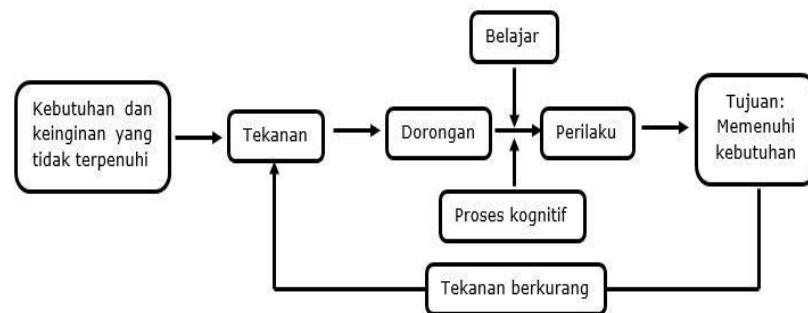 Belajar
Kebutuhan dan
keinginan yang
tidak terpenuhi
Tekanan
Dorongan
Perilaku
Tujuan:
Memenuhi
kebutuhan
Proses kognitif
Tekanan berkurang